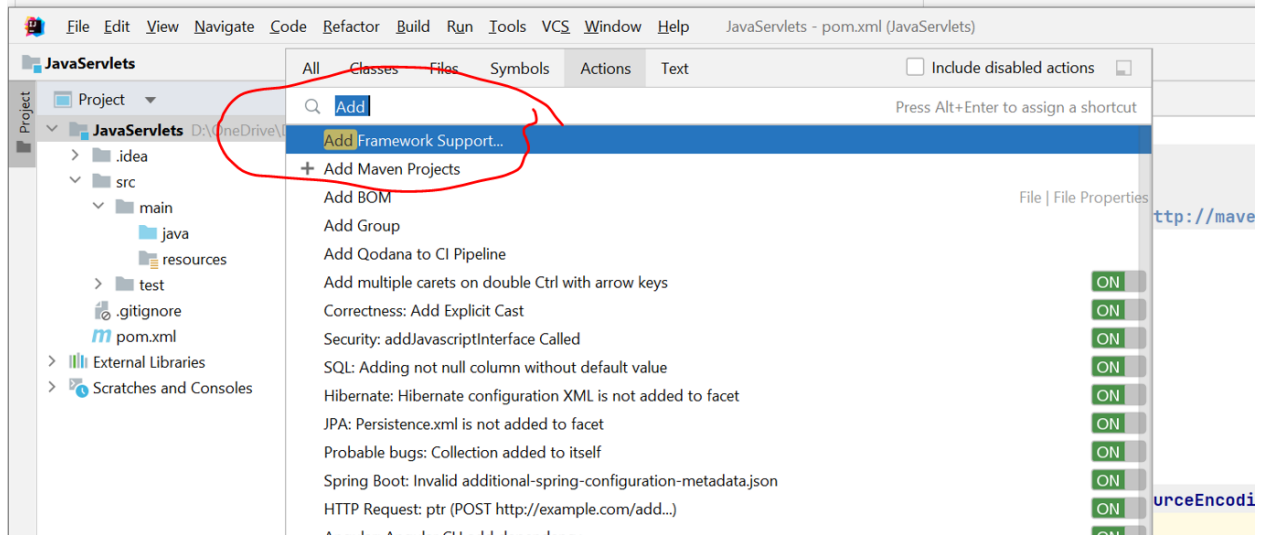 File Edit View Navigate Code Refactor Build Run Tools VCS Window Help JavaServlets - pom.xml (JavaServlets)
JavaServlets
All Classes Files Symbols Actions Text Include disabled actions
Project
Project
Add Press Alt+Enter to assign a shortcut
JavaServlets D:\OneDrive\
Add Framework Support...
.idea
Add Maven Projects
src
Add BOM File | File Properties
main
ttp://mave
java
Add Group
resources
Add Qodana to CI Pipeline
test
Add multiple carets on double Ctrl with arrow keys ON
.gitignore
Correctness: Add Explicit Cast ON
pom.xml
Security: addJavascriptInterface Called ON
External Libraries
SQL: Adding not null column without default value ON
Scratches and Consoles
Hibernate: Hibernate configuration XML is not added to facet ON
JPA: Persistence.xml is not added to facet ON
Probable bugs: Collection added to itself ON
Spring Boot: Invalid additional-spring-configuration-metadata.json ON
HTTP Request: ptr (POST http://example.com/add...) ON
urceEncodi